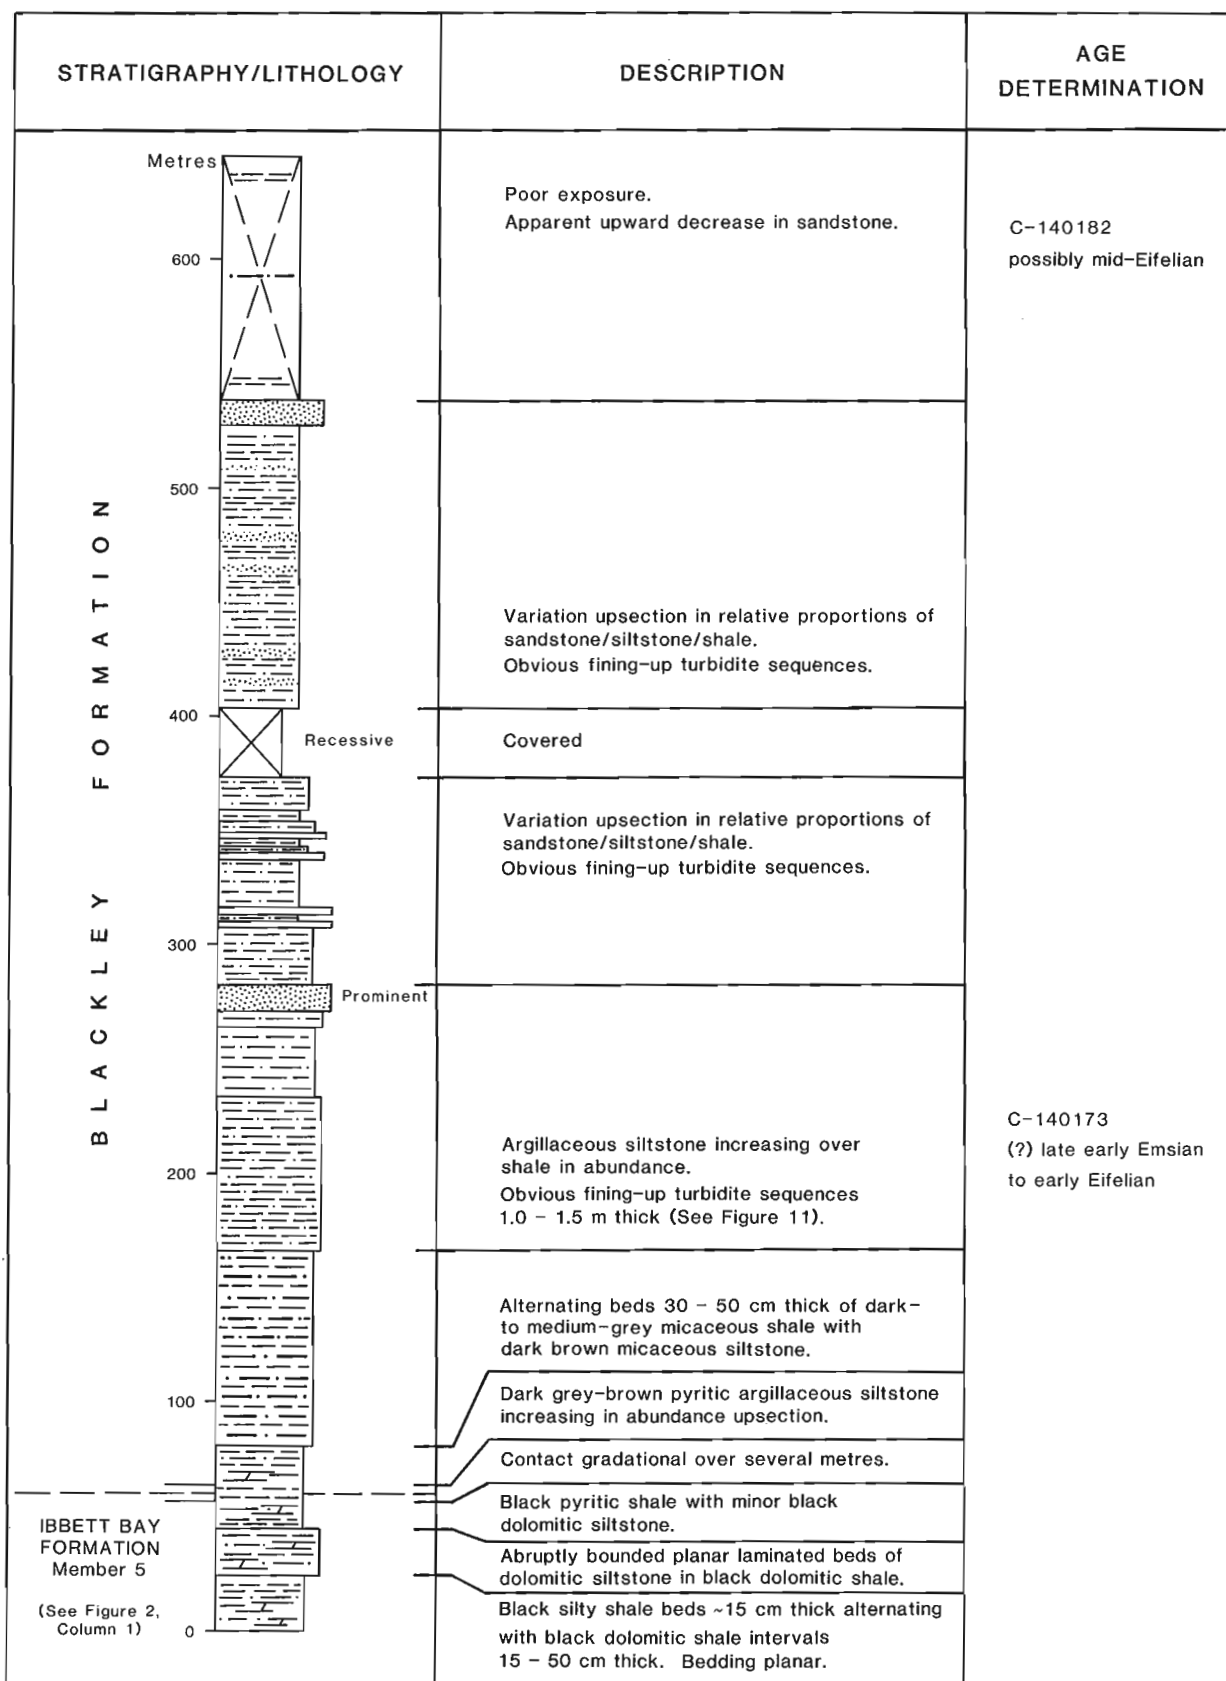 STRATIGRAPHY/LITHOLOGY
DESCRIPTION
AGE
DETERMINATION
Metres
600
500
400
300
200
100
0
BLACKLEY FORMATION
Recessive
Prominent
IBBETT BAY
FORMATION
Member 5
(See Figure 2,
Column 1)
Poor exposure.
Apparent upward decrease in sandstone.
Variation upsection in relative proportions of
sandstone/siltstone/shale.
Obvious fining-up turbidite sequences.
Covered
Variation upsection in relative proportions of
sandstone/siltstone/shale.
Obvious fining-up turbidite sequences.
Argillaceous siltstone increasing over
shale in abundance.
Obvious fining-up turbidite sequences
1.0 - 1.5 m thick (See Figure 11).
Alternating beds 30 - 50 cm thick of dark-
to medium-grey micaceous shale with
dark brown micaceous siltstone.
Dark grey-brown pyritic argillaceous siltstone
increasing in abundance upsection.
Contact gradational over several metres.
Black pyritic shale with minor black
dolomitic siltstone.
Abruptly bounded planar laminated beds of
dolomitic siltstone in black dolomitic shale.
Black silty shale beds ~15 cm thick alternating
with black dolomitic shale intervals
15 - 50 cm thick. Bedding planar.
C-140182
possibly mid-Eifelian
C-140173
(?) late early Emsian
to early Eifelian